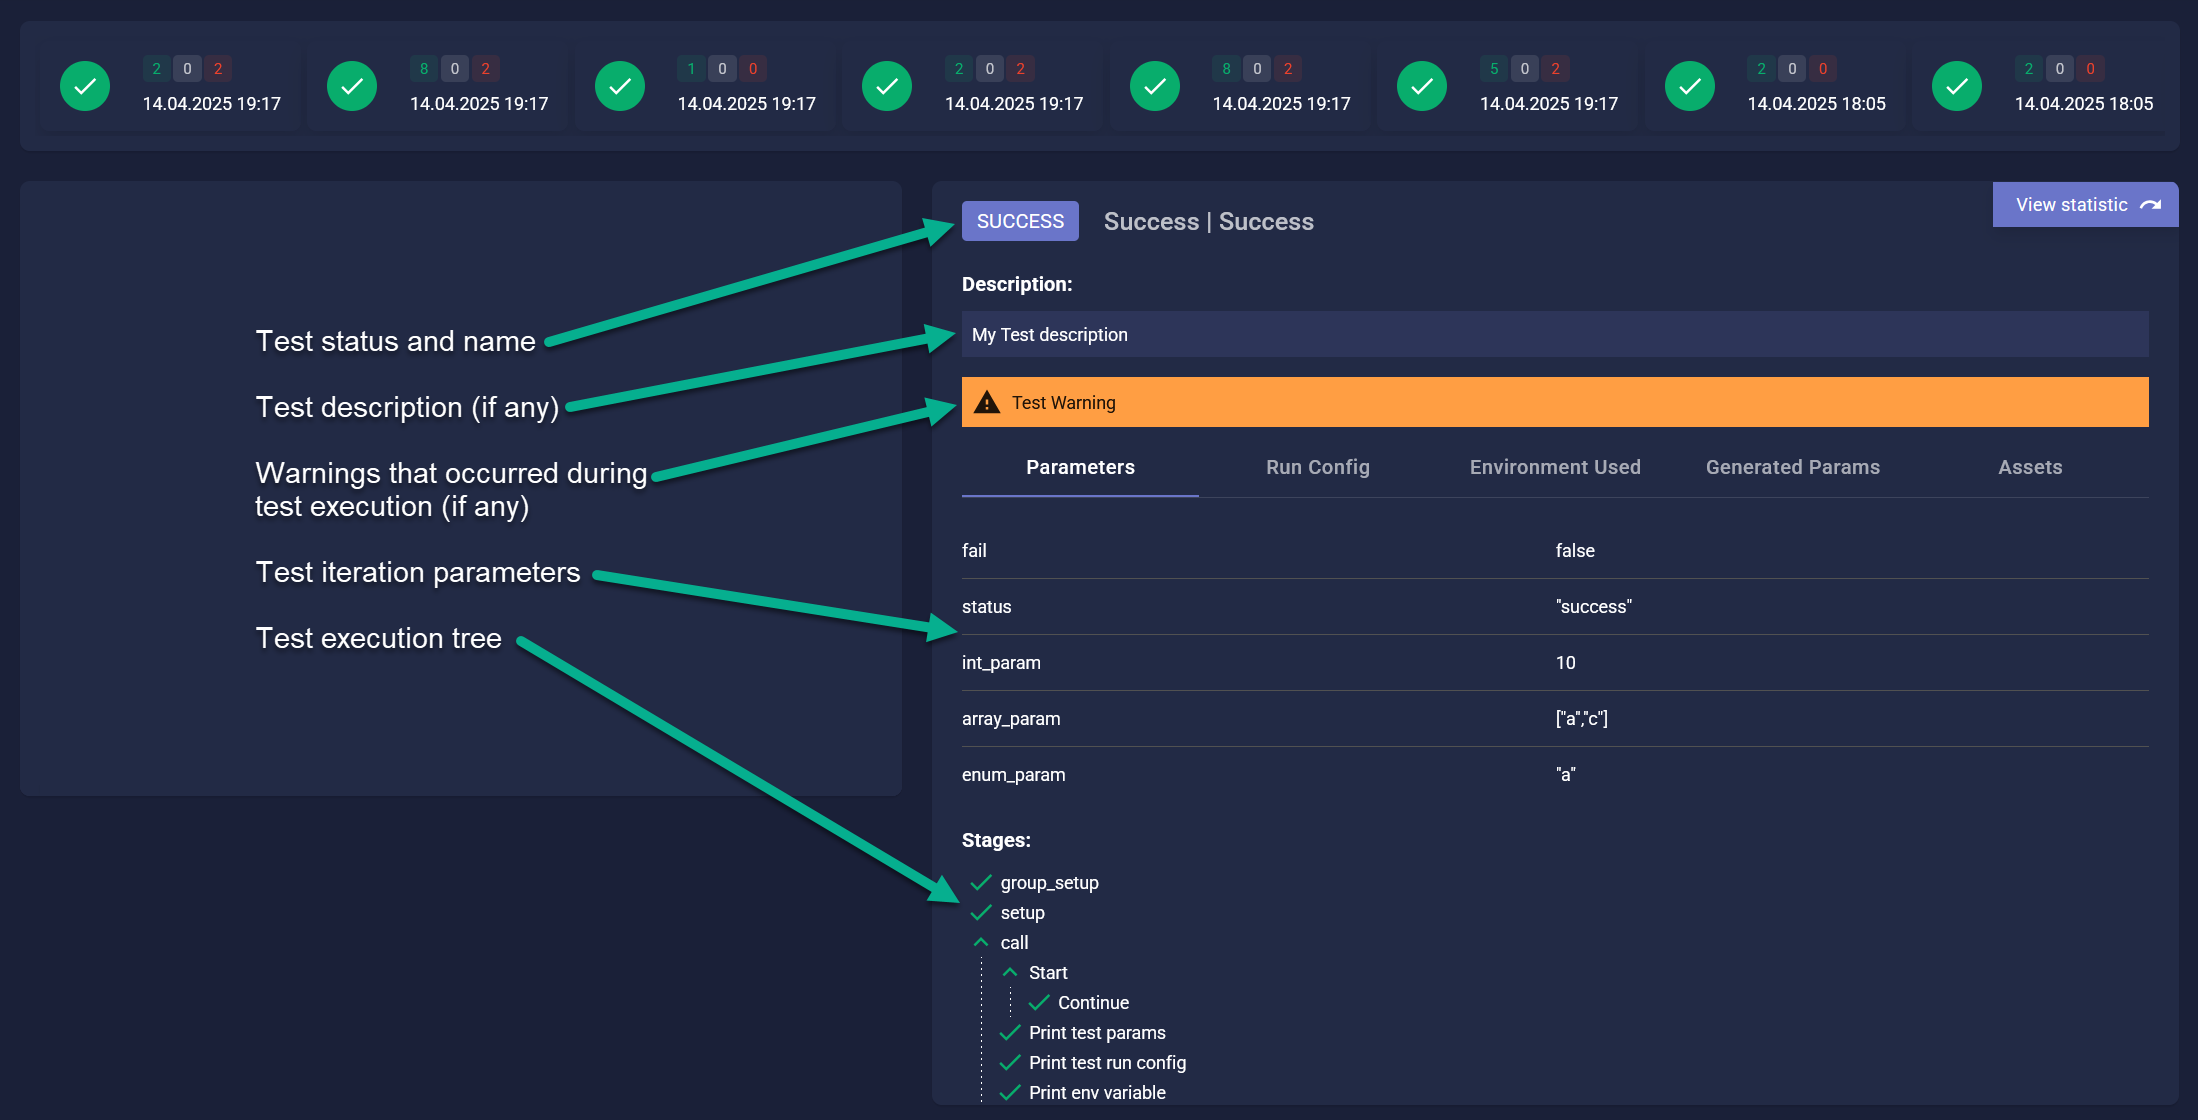 2 0 2
14.04.2025 19:17
8 0 2
14.04.2025 19:17
1 0 0
14.04.2025 19:17
2 0 2
14.04.2025 19:17
8 0 2
14.04.2025 19:17
5 0 2
14.04.2025 19:17
2 0 0
14.04.2025 18:05
2 0 0
14.04.2025 18:05
Test status and name
Test description (if any)
Warnings that occurred during
test execution (if any)
Test iteration parameters
Test execution tree
SUCCESS Success | Success
View statistic
Description:
My Test description
Test Warning
Parameters Run Config Environment Used Generated Params Assets
fail false
status "success"
int_param 10
array_param ["a","c"]
enum_param "a"
Stages:
group_setup
setup
call
Start
Continue
Print test params
Print test run config
Print env variable